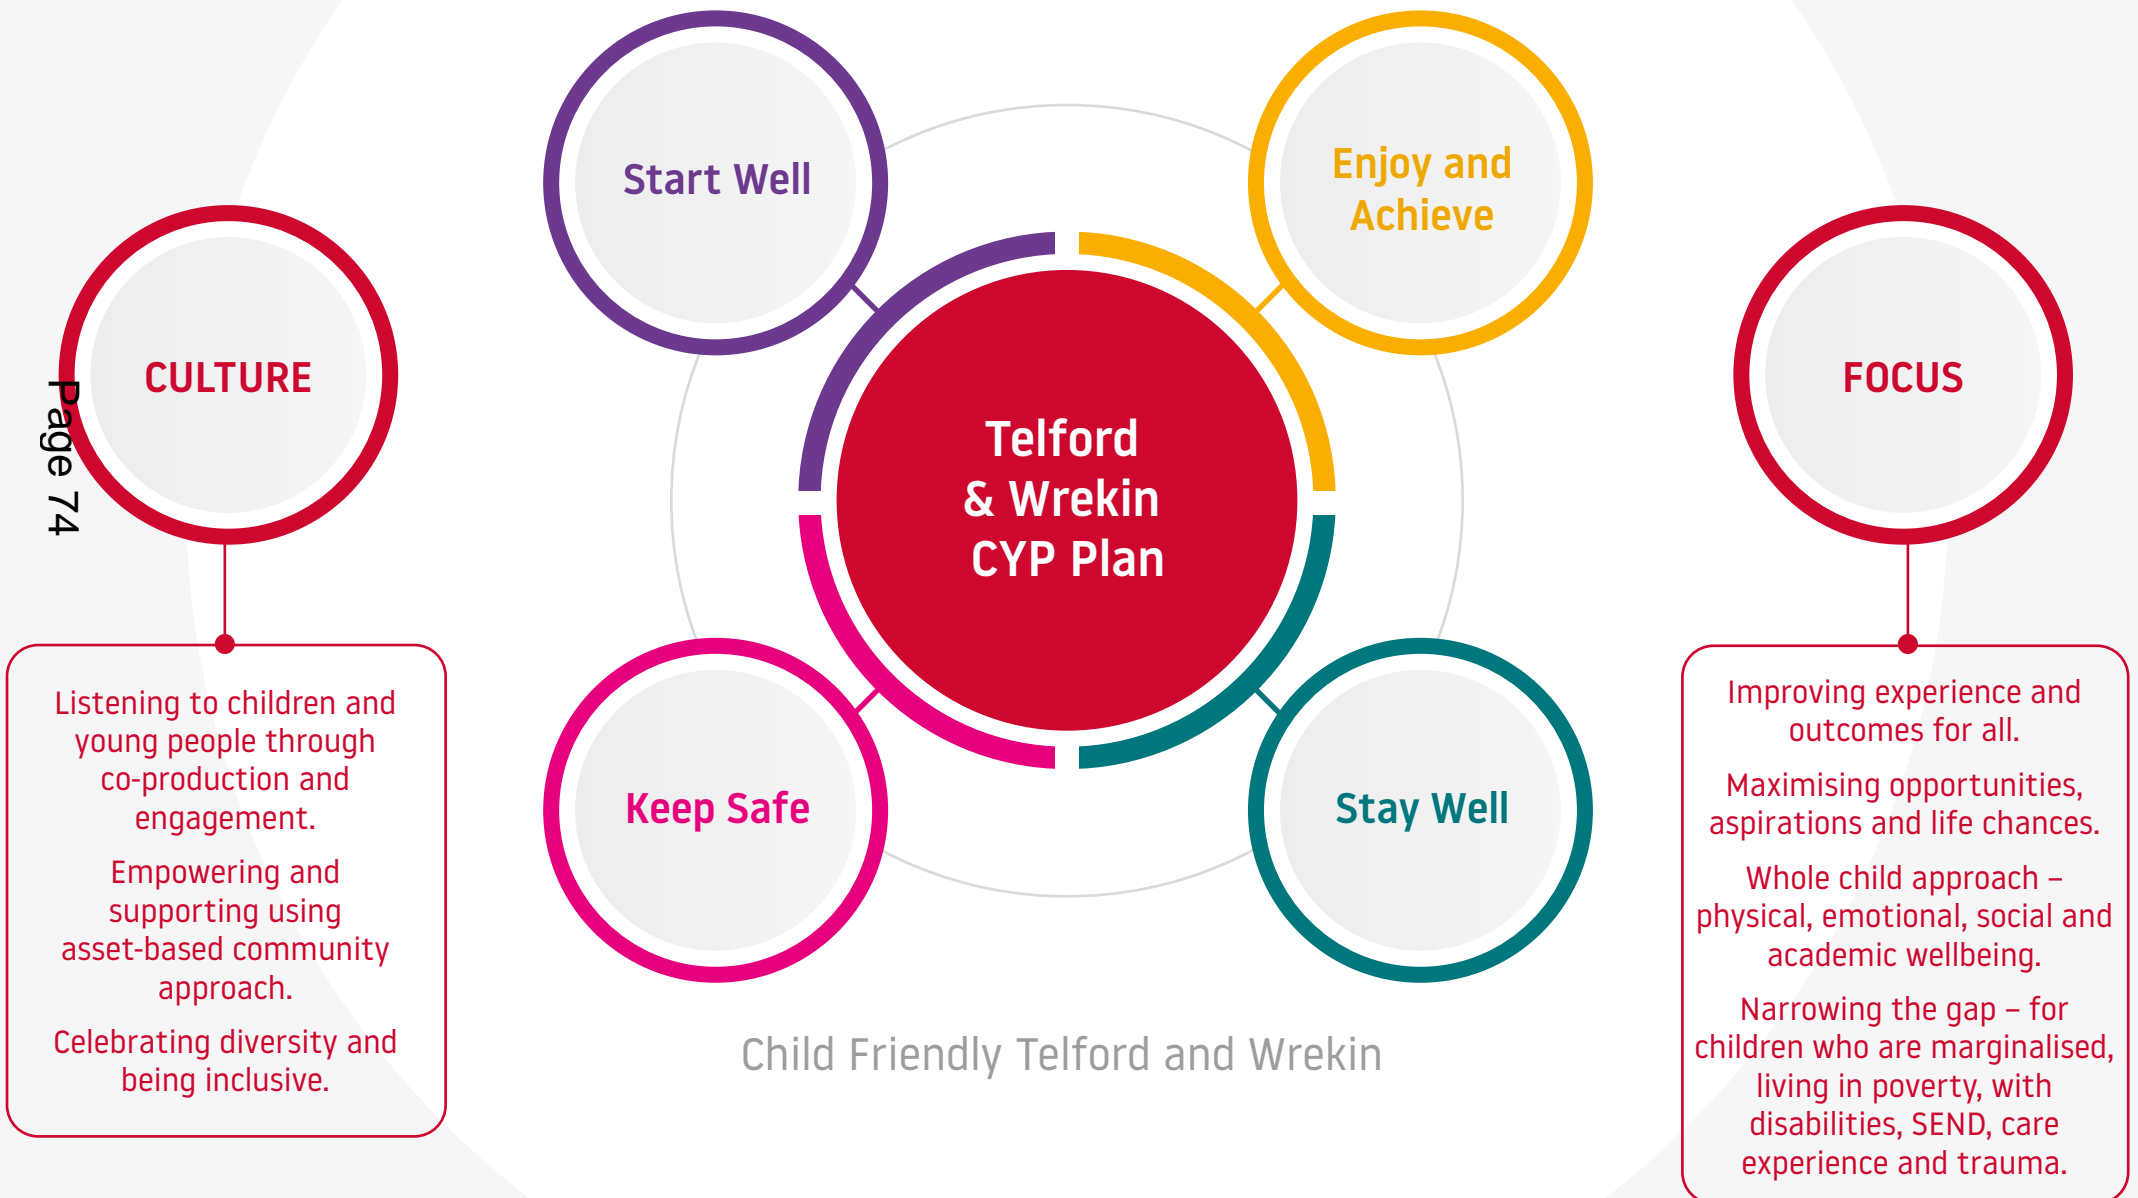 Start Well
Enjoy and
Achieve
CULTURE
Page 74
Telford
& Wrekin
CYP Plan
FOCUS
Keep Safe
Stay Well
Listening to children and
young people through
co-production and
engagement.
Empowering and
supporting using
asset-based community
approach.
Celebrating diversity and
being inclusive.
Improving experience and
outcomes for all.
Maximising opportunities,
aspirations and life chances.
Whole child approach –
physical, emotional, social and
academic wellbeing.
Narrowing the gap – for
children who are marginalised,
living in poverty, with
disabilities, SEND, care
experience and trauma.
Child Friendly Telford and Wrekin